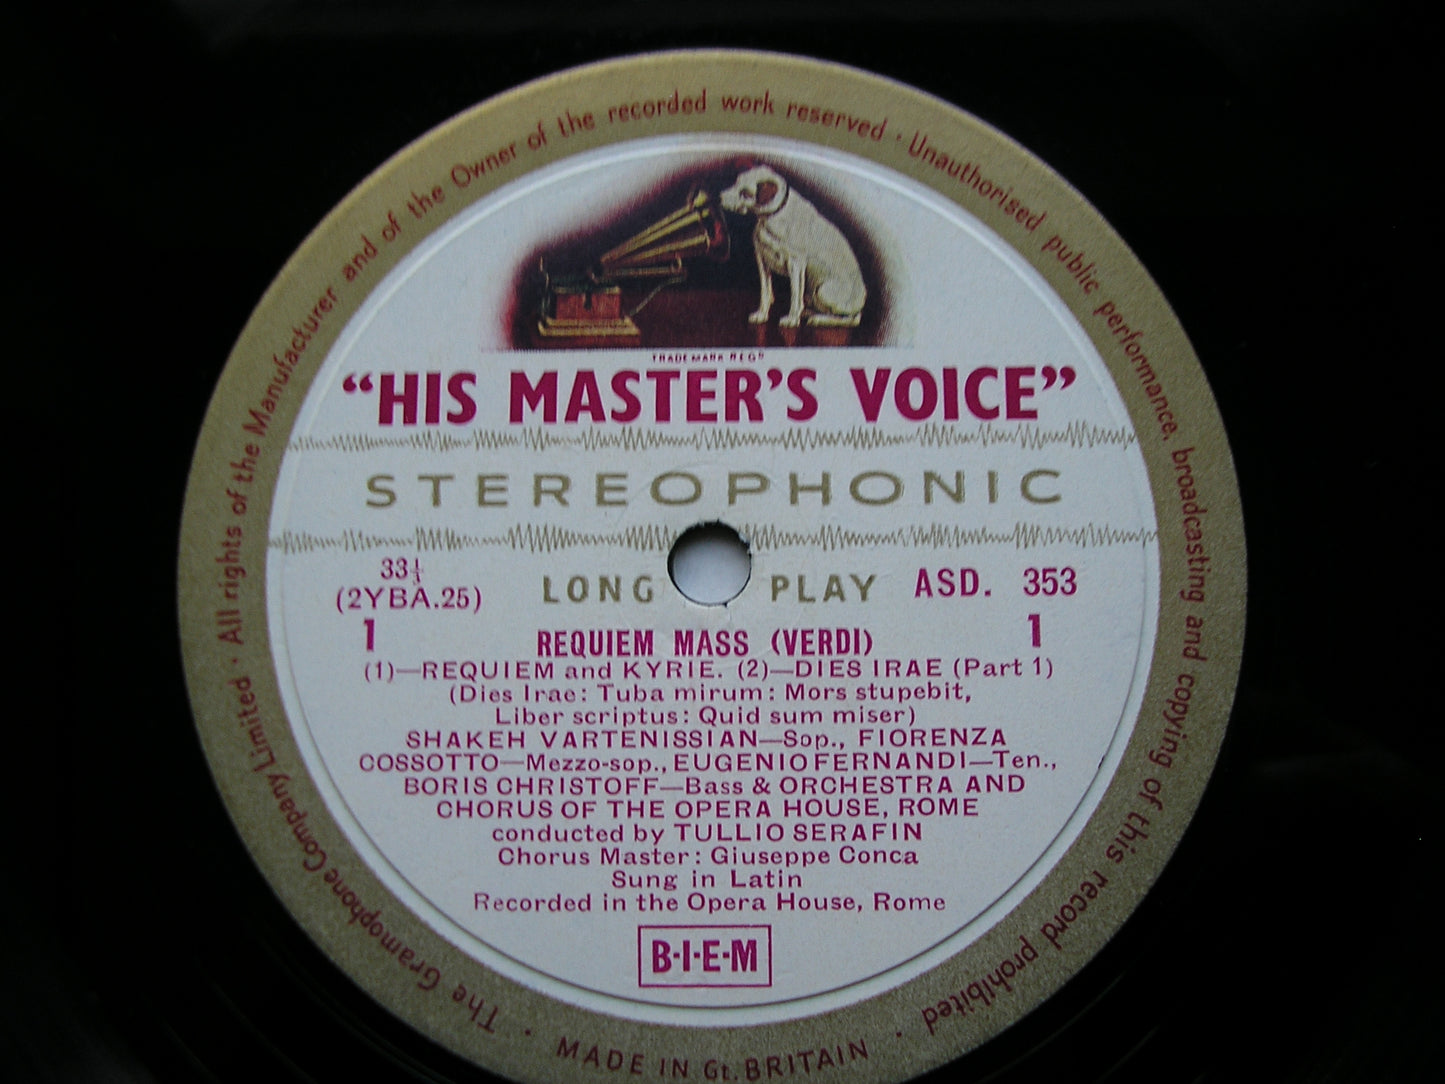 The Gramophone Company Limited · All rights of the Manufacturer and of the Owner of the recorded work reserved · Unauthorised public performance, broadcasting and copying of this record prohibited ·
TRADE MARK REGD
“HIS MASTER'S VOICE”
STEREOPHONIC
33⅓
(2YBA.25)
LONG PLAY
ASD. 353
1
1
REQUIEM MASS (VERDI)
(1)—REQUIEM and KYRIE. (2)—DIES IRAE (Part 1)
(Dies Irae: Tuba mirum: Mors stupebit,
Liber scriptus: Quid sum miser)
SHAKEH VARTENISSIAN—Sop., FIORENZA
COSSOTTO—Mezzo-sop., EUGENIO FERNANDI—Ten.,
BORIS CHRISTOFF—Bass & ORCHESTRA AND
CHORUS OF THE OPERA HOUSE, ROME
conducted by TULLIO SERAFIN
Chorus Master: Giuseppe Conca
Sung in Latin
Recorded in the Opera House, Rome
B·I·E·M
· MADE IN Gt. BRITAIN